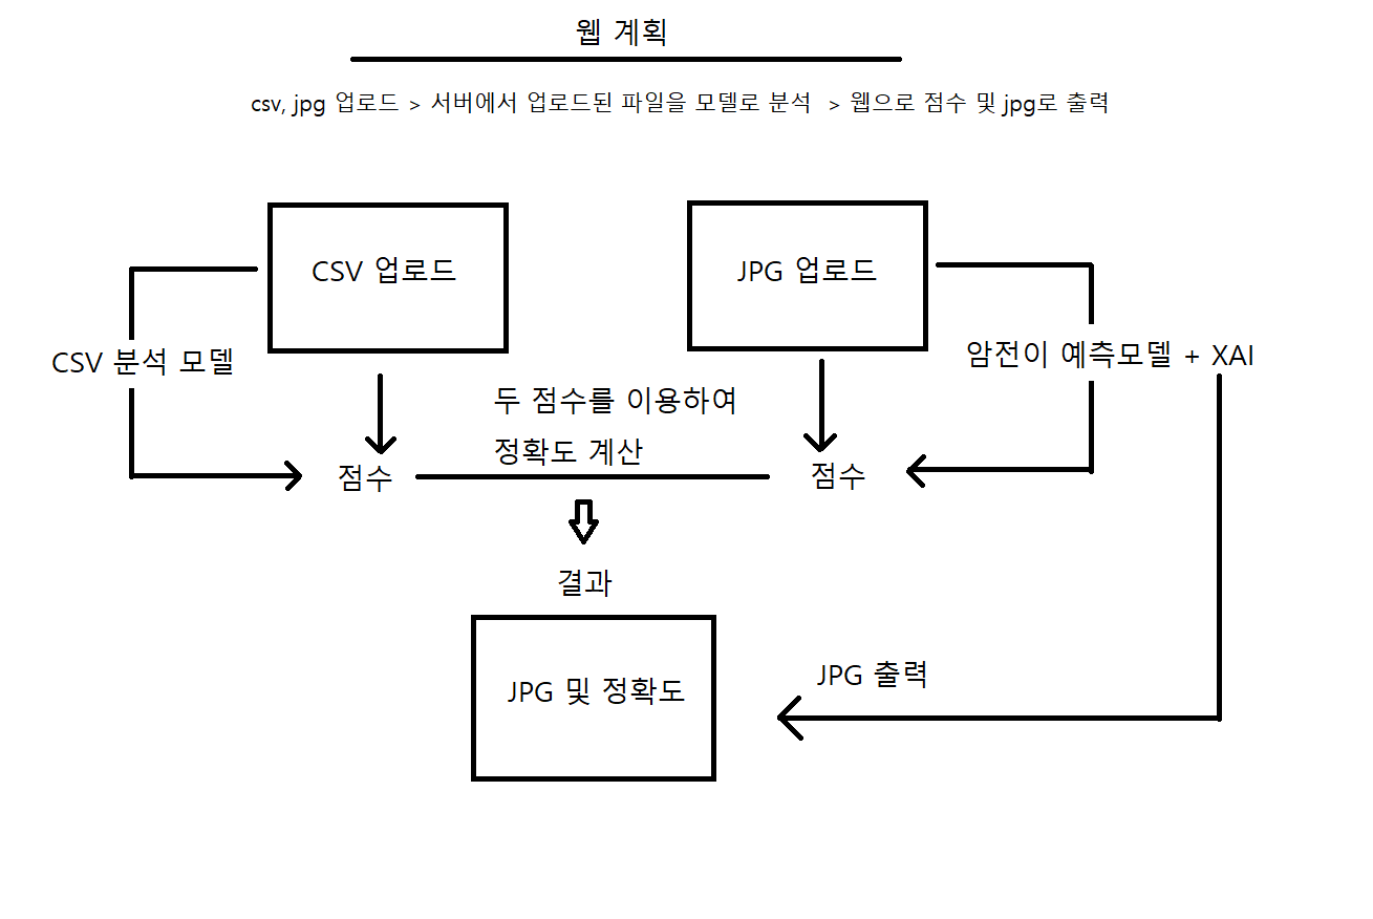 웹 계획
csv, jpg 업로드 > 서버에서 업로드된 파일을 모델로 분석 > 웹으로 점수 및 jpg로 출력
CSV 업로드
JPG 업로드
CSV 분석 모델
암전이 예측모델 + XAI
두 점수를 이용하여
정확도 계산
점수
점수
결과
JPG 및 정확도
JPG 출력